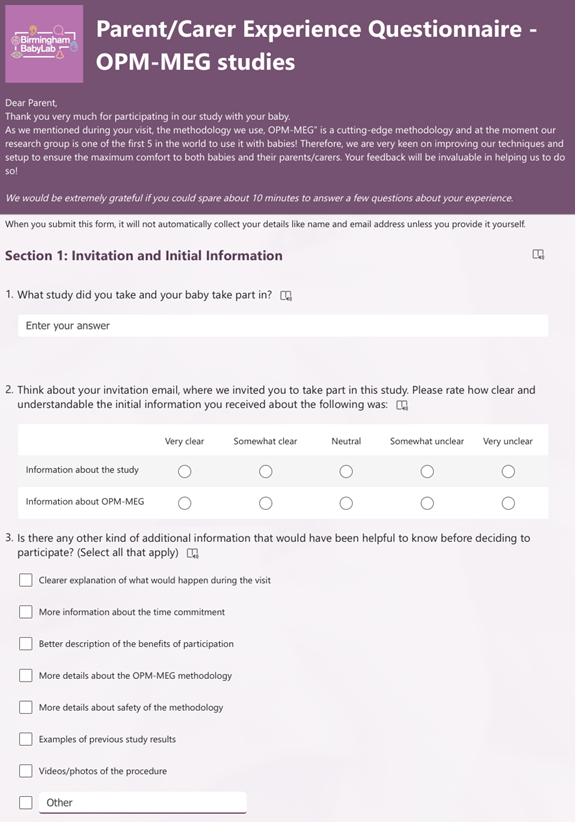 Birmingham
BabyLab
Parent/Carer Experience Questionnaire -
OPM-MEG studies
Dear Parent,
Thank you very much for participating in our study with your baby.
As we mentioned during your visit, the methodology we use, OPM-MEG" is a cutting-edge methodology and at the moment our
research group is one of the first 5 in the world to use it with babies! Therefore, we are very keen on improving our techniques and
setup to ensure the maximum comfort to both babies and their parents/carers. Your feedback will be invaluable in helping us to do
so!
We would be extremely grateful if you could spare about 10 minutes to answer a few questions about your experience.
When you submit this form, it will not automatically collect your details like name and email address unless you provide it yourself.
Section 1: Invitation and Initial Information
1. What study did you take and your baby take part in?
Enter your answer
2. Think about your invitation email, where we invited you to take part in this study. Please rate how clear and
understandable the initial information you received about the following was:
Very clear Somewhat clear Neutral Somewhat unclear Very unclear
Information about the study
Information about OPM-MEG
3. Is there any other kind of additional information that would have been helpful to know before deciding to
participate? (Select all that apply)
Clearer explanation of what would happen during the visit
More information about the time commitment
Better description of the benefits of participation
More details about the OPM-MEG methodology
More details about safety of the methodology
Examples of previous study results
Videos/photos of the procedure
Other